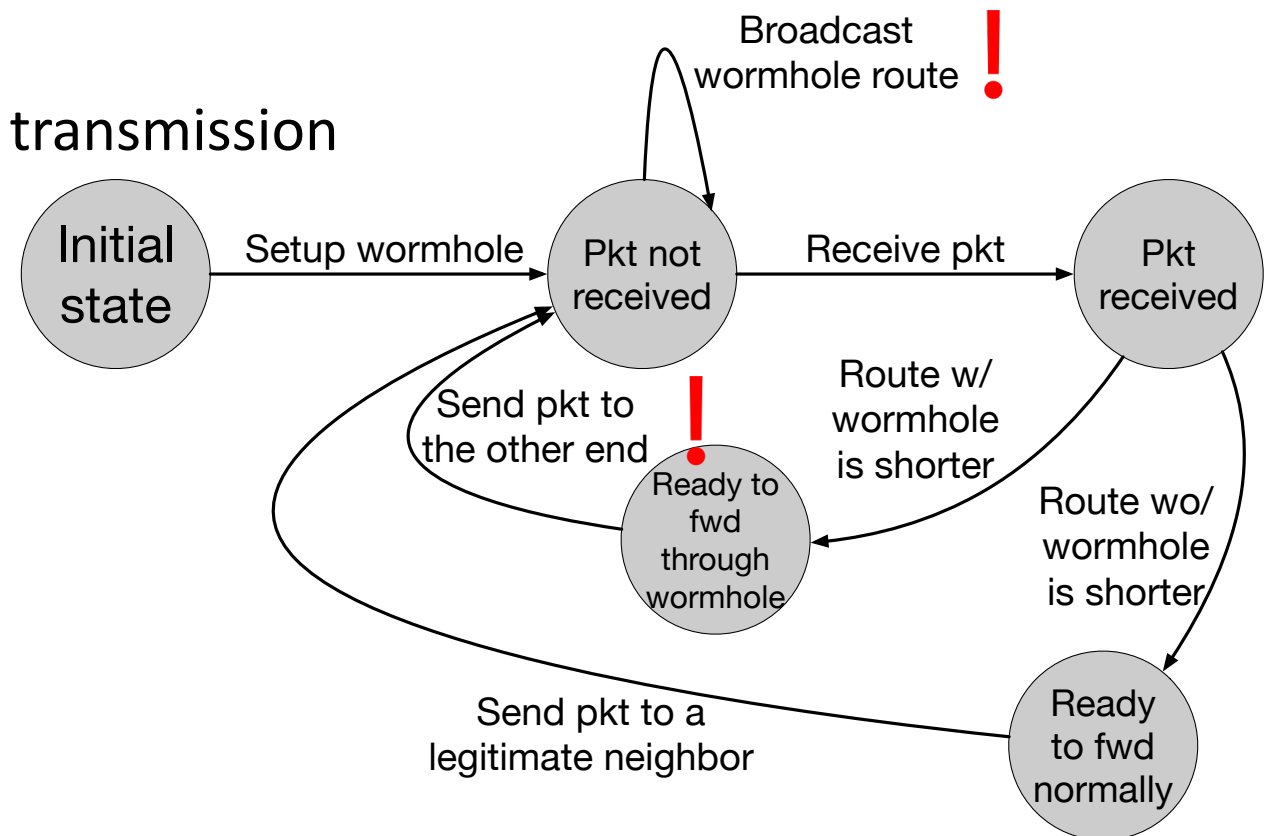 Broadcast
wormhole route
!
transmission
Initial
state
Setup wormhole
Pkt not
received
Receive pkt
Pkt
received
Send pkt to
the other end
!
Route w/
wormhole
is shorter
Ready to
fwd
through
wormhole
Route wo/
wormhole
is shorter
Send pkt to a
legitimate neighbor
Ready
to fwd
normally